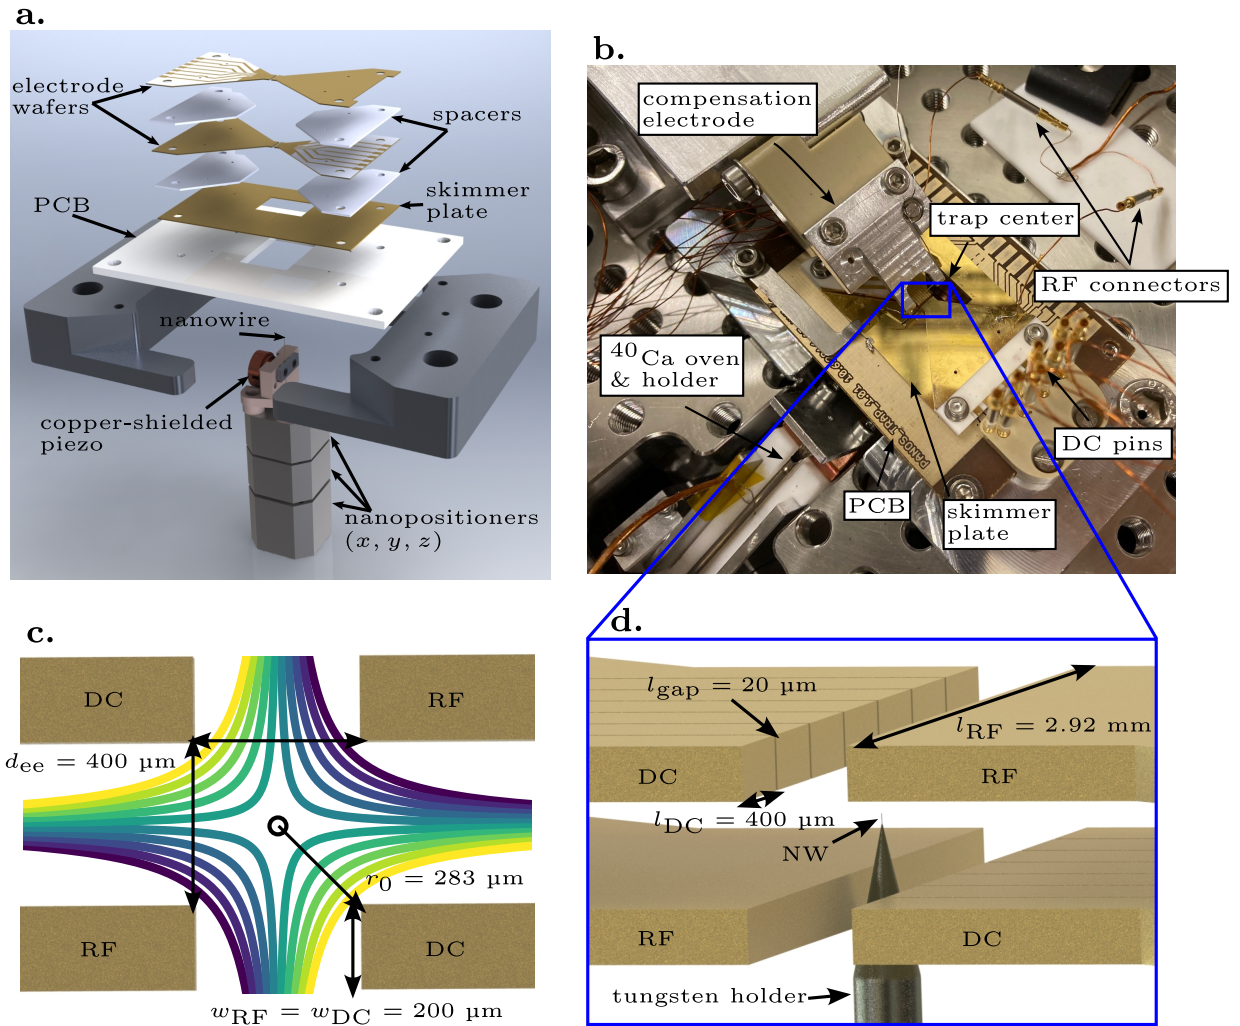 a.
electrode
wafers
spacers
PCB
skimmer
plate
nanowire
copper-shielded
piezo
nanopositioners
(x, y, z)
b.
compensation
electrode
trap center
RF connectors
⁴⁰Ca oven
& holder
DC pins
PCB
skimmer
plate
c.
DC
RF
d_ee = 400 µm
r_0 = 283 µm
RF
DC
w_RF = w_DC = 200 µm
d.
l_gap = 20 µm
l_RF = 2.92 mm
DC
RF
l_DC = 400 µm
NW
RF
DC
tungsten holder